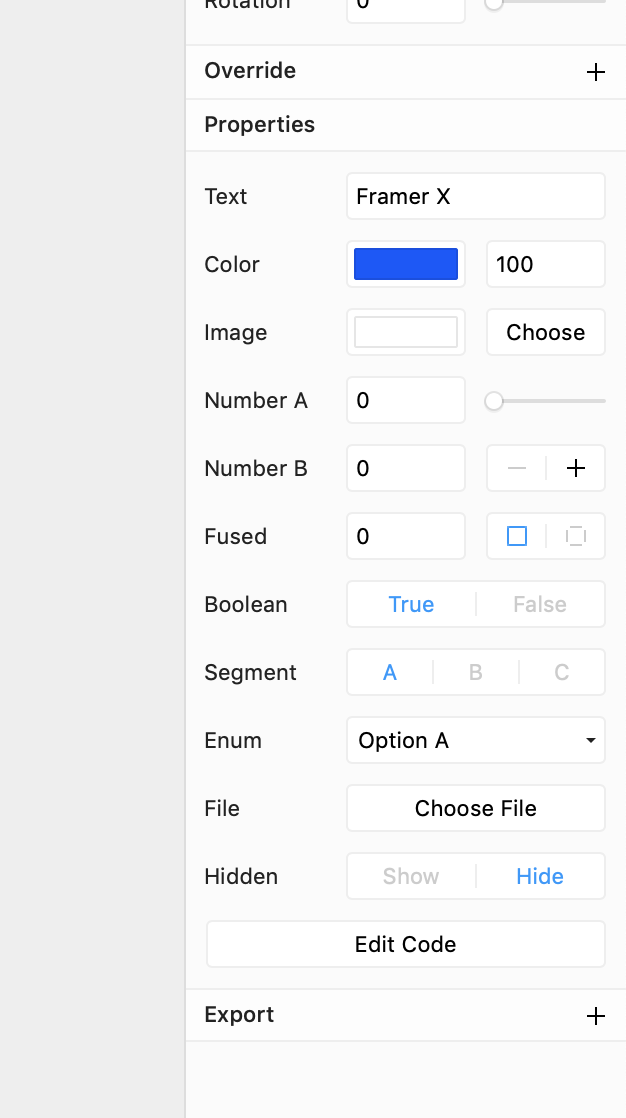 Rotation 0
Override
Properties
Text Framer X
Color 100
Image Choose
Number A 0
Number B 0
Fused 0
Boolean True False
Segment A B C
Enum Option A
File Choose File
Hidden Show Hide
Edit Code
Export